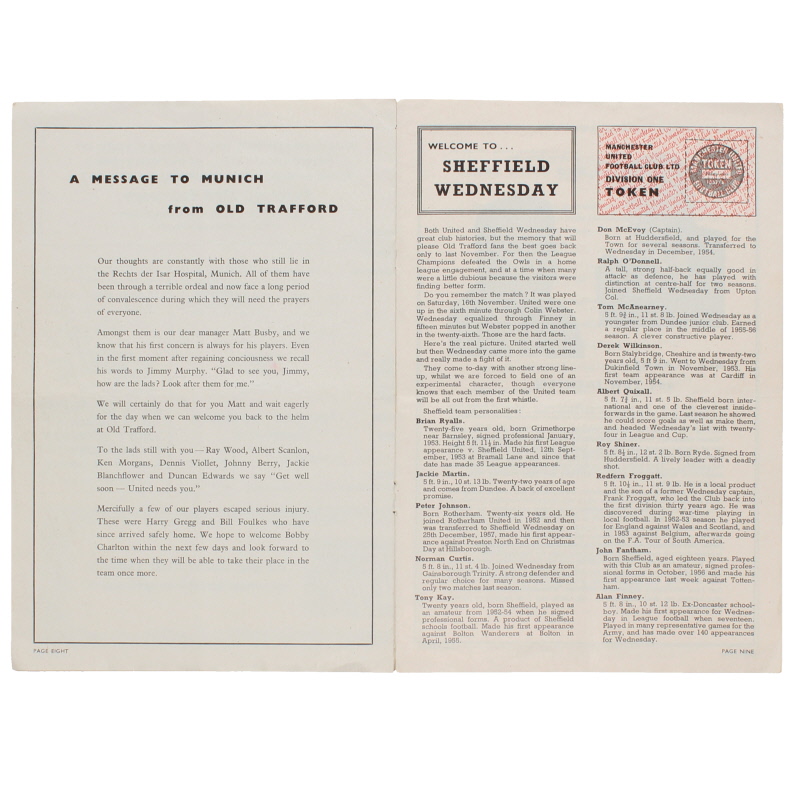 A MESSAGE TO MUNICH
from OLD TRAFFORD
Our thoughts are constantly with those who still lie in
the Rechts der Isar Hospital, Munich. All of them have
been through a terrible ordeal and now face a long period
of convalescence during which they will need the prayers
of everyone.
Amongst them is our dear manager Matt Busby, and we
know that his first concern is always for his players. Even
in the first moment after regaining conciousness we recall
his words to Jimmy Murphy. "Glad to see you, Jimmy,
how are the lads? Look after them for me."
We will certainly do that for you Matt and wait eagerly
for the day when we can welcome you back to the helm
at Old Trafford.
To the lads still with you—Ray Wood, Albert Scanlon,
Ken Morgans, Dennis Viollet, Johnny Berry, Jackie
Blanchflower and Duncan Edwards we say "Get well
soon — United needs you."
Mercifully a few of our players escaped serious injury.
These were Harry Gregg and Bill Foulkes who have
since arrived safely home. We hope to welcome Bobby
Charlton within the next few days and look forward to
the time when they will be able to take their place in the
team once more.
PAGE EIGHT
WELCOME TO . . .
SHEFFIELD
WEDNESDAY
Both United and Sheffield Wednesday have
great club histories, but the memory that will
please Old Trafford fans the best goes back
only to last November. For then the League
Champions defeated the Owls in a home
league engagement, and at a time when many
were a little dubious because the visitors were
finding better form.
Do you remember the match? It was played
on Saturday, 16th November. United were one
up in the sixth minute through Colin Webster.
Wednesday equalized through Finney in
fifteen minutes but Webster popped in another
in the twenty-sixth. Those are the hard facts.
Here's the real picture. United started well
but then Wednesday came more into the game
and really made a fight of it.
They come to-day with another strong line-
up, whilst we are forced to field one of an
experimental character, though everyone
knows that each member of the United team
will be all out from the first whistle.
Sheffield team personalities:
Brian Ryalls.
Twenty-five years old, born Grimethorpe
near Barnsley, signed professional January,
1953. Height 5 ft. 11¼ in. Made his first League
appearance v. Sheffield United, 12th Sept-
ember, 1953 at Bramall Lane and since that
date has made 35 League appearances.
Jackie Martin.
5 ft. 9 in., 10 st. 13 lb. Twenty-two years of age
and comes from Dundee. A back of excellent
promise.
Peter Johnson.
Born Rotherham. Twenty-six years old. He
joined Rotherham United in 1952 and then
was transferred to Sheffield Wednesday on
25th December, 1957, made his first appear-
ance against Preston North End on Christmas
Day at Hillsborough.
Norman Curtis.
5 ft. 8 in., 11 st. 4 lb. Joined Wednesday from
Gainsborough Trinity. A strong defender and
regular choice for many seasons. Missed
only two matches last season.
Tony Kay.
Twenty years old, born Sheffield, played as
an amateur from 1952-54 when he signed
professional forms. A product of Sheffield
schools football. Made his first appearance
against Bolton Wanderers at Bolton in
April, 1955.
MANCHESTER
UNITED
FOOTBALL CLUB. LTD
DIVISION ONE
TOKEN
TOKEN
Don McEvoy (Captain).
Born at Huddersfield, and played for the
Town for several seasons. Transferred to
Wednesday in December, 1954.
Ralph O'Donnell.
A tall, strong half-back equally good in
attack as defence, he has played with
distinction at centre-half for two seasons.
Joined Sheffield Wednesday from Upton
Col.
Tom McAnearney.
5 ft. 9¾ in., 11 st. 8 lb. Joined Wednesday as a
youngster from Dundee junior club. Earned
a regular place in the middle of 1955-56
season. A clever constructive player.
Derek Wilkinson.
Born Stalybridge, Cheshire and is twenty-two
years old, 5 ft 9 in. Went to Wednesday from
Dukinfield Town in November, 1953. His
first team appearance was at Cardiff in
November, 1954.
Albert Quixall.
5 ft. 7¾ in., 11 st. 5 lb. Sheffield born inter-
national and one of the cleverest inside-
forwards in the game. Last season he showed
he could score goals as well as make them,
and headed Wednesday's list with twenty-
four in League and Cup.
Roy Shiner.
5 ft. 8½ in., 12 st. 2 lb. Born Ryde. Signed from
Huddersfield. A lively leader with a deadly
shot.
Redfern Froggatt.
5 ft. 10½ in., 11 st. 9 lb. He is a local product
and the son of a former Wednesday captain,
Frank Froggatt, who led the Club back into
the first division thirty years ago. He was
discovered during war-time playing in
local football. In 1952-53 season he played
for England against Wales and Scotland, and
in 1953 against Belgium, afterwards going
on the F.A. Tour of South America.
John Fantham.
Born Sheffield, aged eighteen years. Played
with this Club as an amateur, signed profes-
sional forms in October, 1956 and made his
first appearance last week against Totten-
ham.
Alan Finney.
5 ft. 8 in., 10 st. 12 lb. Ex-Doncaster school-
boy, Made his first appearance for Wednes-
day in League football when seventeen.
Played in many representative games for the
Army, and has made over 140 appearances
for Wednesday.
PAGE NINE